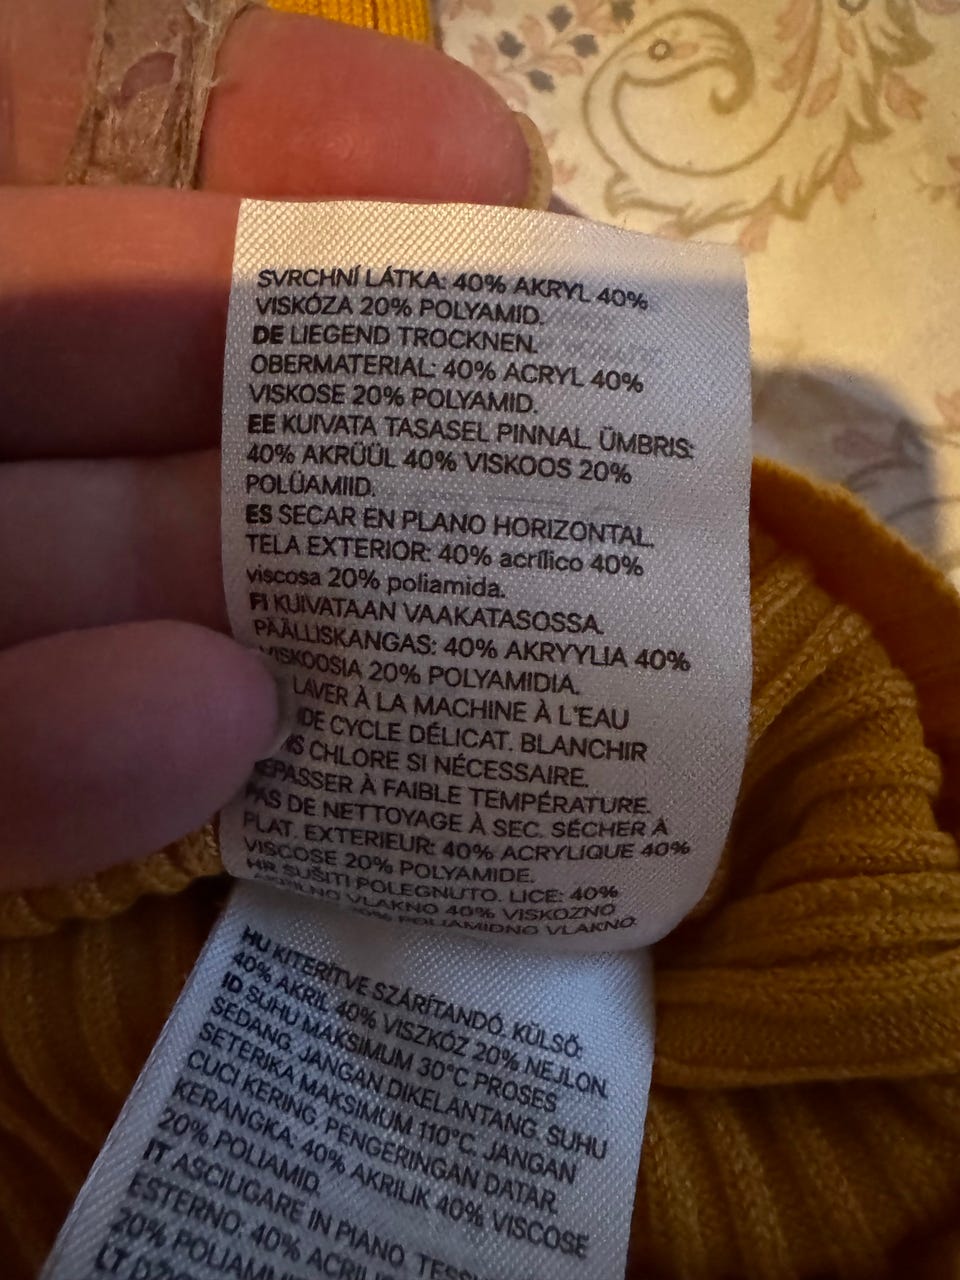 SVRCHNÍ LÁTKA: 40% AKRYL 40%
VISKÓZA 20% POLYAMID.
DE LIEGEND TROCKNEN.
OBERMATERIAL: 40% ACRYL 40%
VISKOSE 20% POLYAMID.
EE KUIVATA TASASEL PINNAL. ÜMBRIS:
40% AKRÜÜL 40% VISKOOS 20%
POLÜAMIID.
ES SECAR EN PLANO HORIZONTAL.
TELA EXTERIOR: 40% acrílico 40%
viscosa 20% poliamida.
FI KUIVATAAN VAAKATASOSSA.
PÄÄLLISKANGAS: 40% AKRYYLIA 40%
VISKOOSIA 20% POLYAMIDIA.
LAVER À LA MACHINE À L'EAU
CYCLE DÉLICAT. BLANCHIR
CHLORE SI NÉCESSAIRE.
REPASSER À FAIBLE TEMPÉRATURE.
PAS DE NETTOYAGE À SEC. SÉCHER À
PLAT. EXTERIEUR: 40% ACRYLIQUE 40%
VISCOSE 20% POLYAMIDE.
HR SUŠITI POLEGNUTO. LICE: 40%
AKRILNO VLAKNO 40% VISKOZNO
20% POLIAMIDNO VLAKNO.
HU KITERÍTVE SZÁRÍTANDÓ. KÜLSŐ:
40% AKRIL 40% VISZKÓZ 20% NEJLON.
ID SUHU MAKSIMUM 30°C PROSES
SEDANG. JANGAN DIKELANTANG. SUHU
SETERIKA MAKSIMUM 110°C. JANGAN
CUCI KERING. PENGERINGAN DATAR.
KERANGKA: 40% AKRILIK 40% VISCOSE
20% POLIAMID.
IT ASCIUGARE IN PIANO.
ESTERNO: 40%
20%
LT